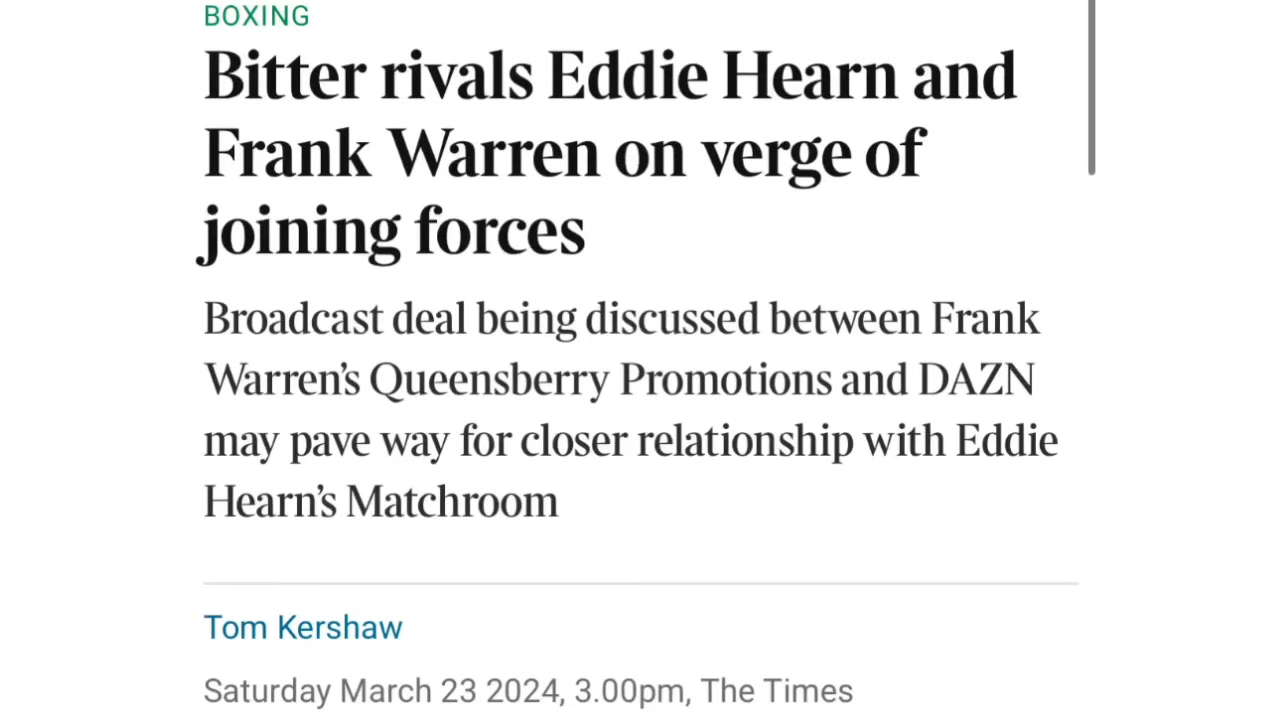 BOXING
Bitter rivals Eddie Hearn and
Frank Warren on verge of
joining forces
Broadcast deal being discussed between Frank
Warren’s Queensberry Promotions and DAZN
may pave way for closer relationship with Eddie
Hearn’s Matchroom
Tom Kershaw
Saturday March 23 2024, 3.00pm, The Times